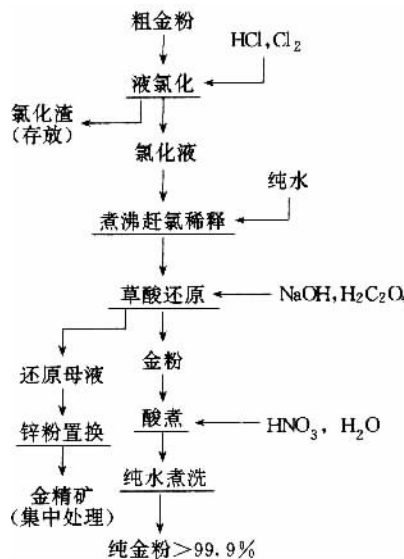 粗金粉
HCl, Cl2
液氯化
氯化渣
(存放)
氯化液
纯水
煮沸赶氯稀释
草酸还原
NaOH, H2C2O4
还原母液
金粉
锌粉置换
酸煮
HNO3, H2O
金精矿
(集中处理)
纯水煮洗
纯金粉>99.9%